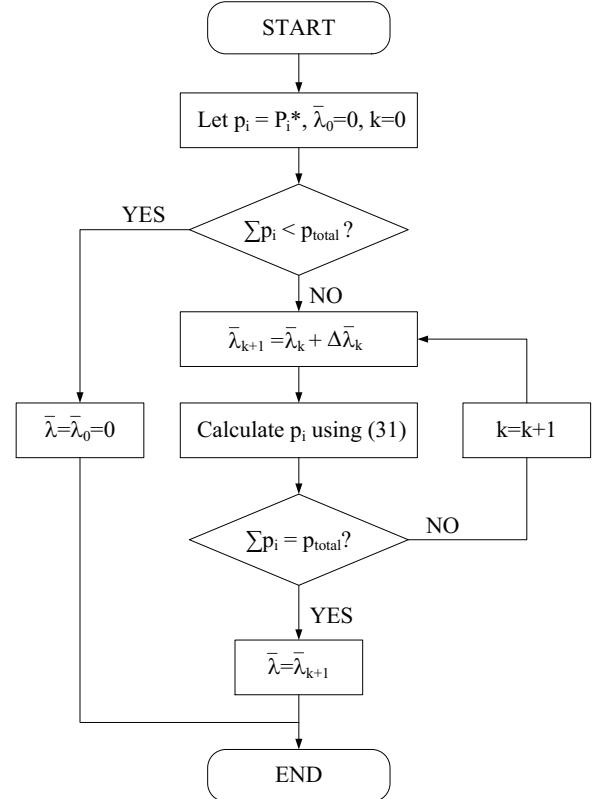 START
Let pᵢ = Pᵢ*, λ̄₀=0, k=0
YES
∑pᵢ < p_total ?
NO
λ̄ₖ₊₁ =λ̄ₖ + Δλ̄ₖ
λ̄=λ̄₀=0
Calculate pᵢ using (31)
k=k+1
∑pᵢ = p_total?
NO
YES
λ̄=λ̄ₖ₊₁
END